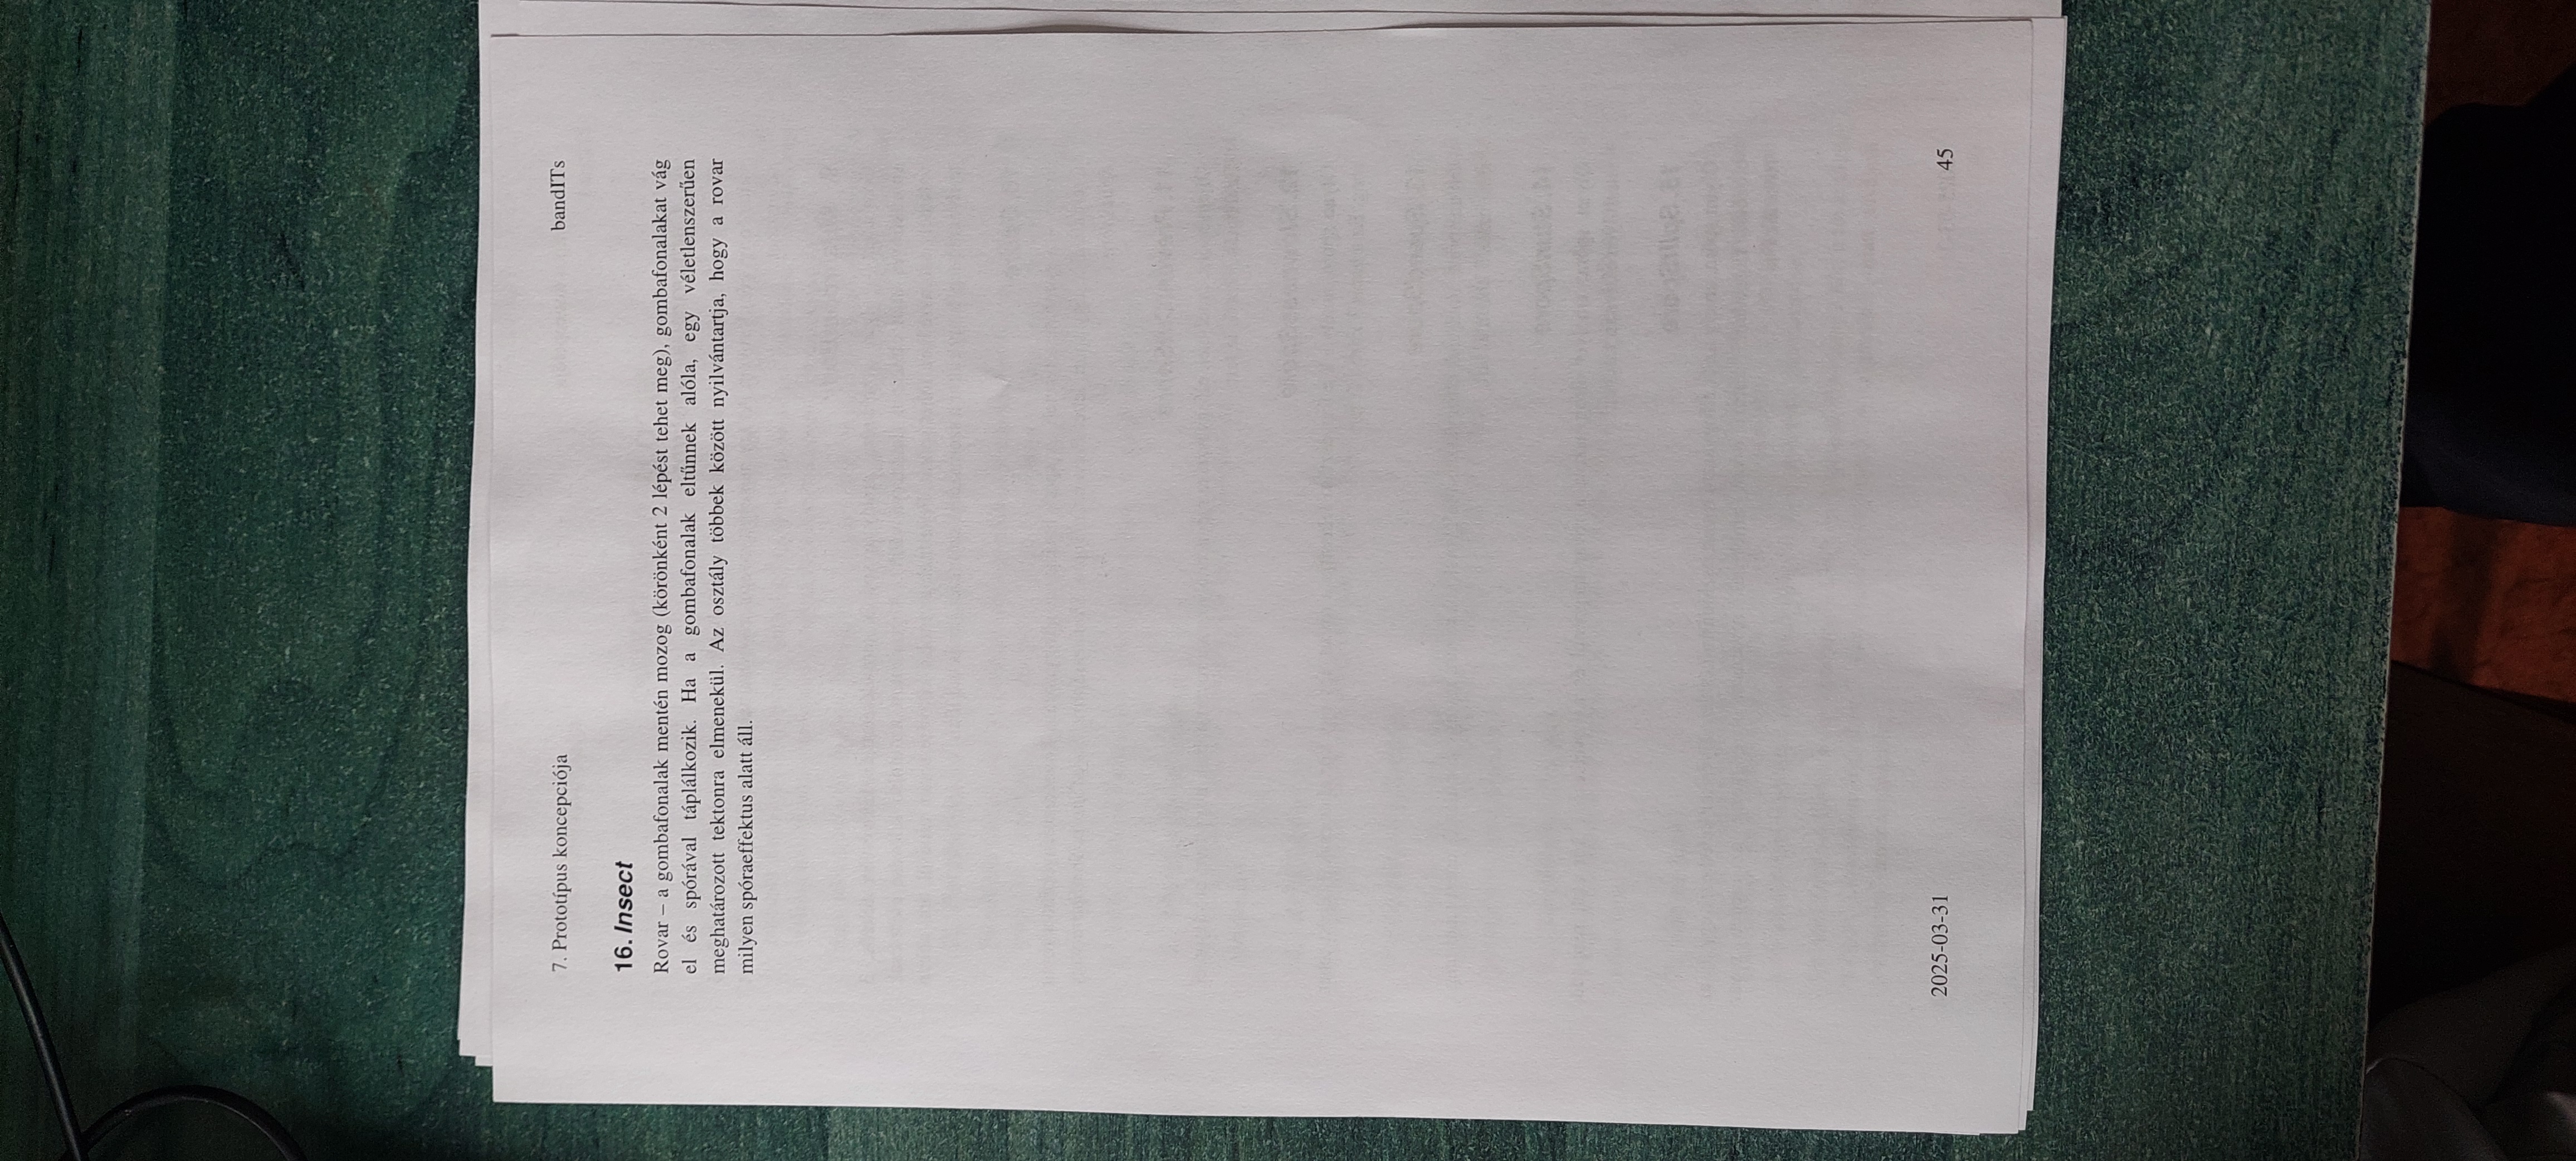 7. Prototípus koncepciója bandITs
16. Insect
Rovar – a gombafonalak mentén mozog (körönként 2 lépést tehet meg), gombafonalakat vág
el és spórával táplálkozik. Ha a gombafonalak eltűnnek alóla, egy véletlenszerűen
meghatározott tektonra elmenekül. Az osztály többek között nyilvántartja, hogy a rovar
milyen spóraeffektus alatt áll.
2025-03-31 45